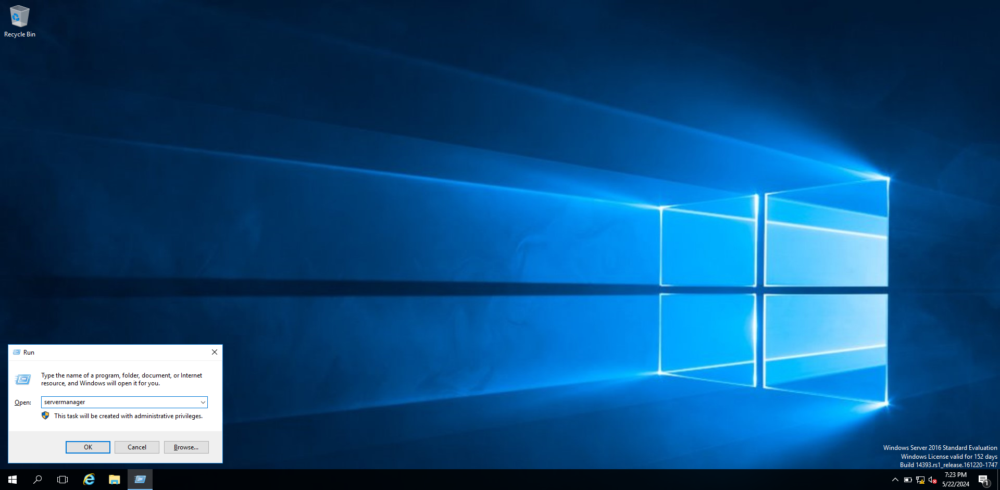 Recycle Bin
Run
Type the name of a program, folder, document, or Internet
resource, and Windows will open it for you.
Open:
servermanager
This task will be created with administrative privileges.
OK
Cancel
Browse...
Windows Server 2016 Standard Evaluation
Windows License valid for 152 days
Build 14393.rs1_release.161220-1747
7:23 PM
5/22/2024
1